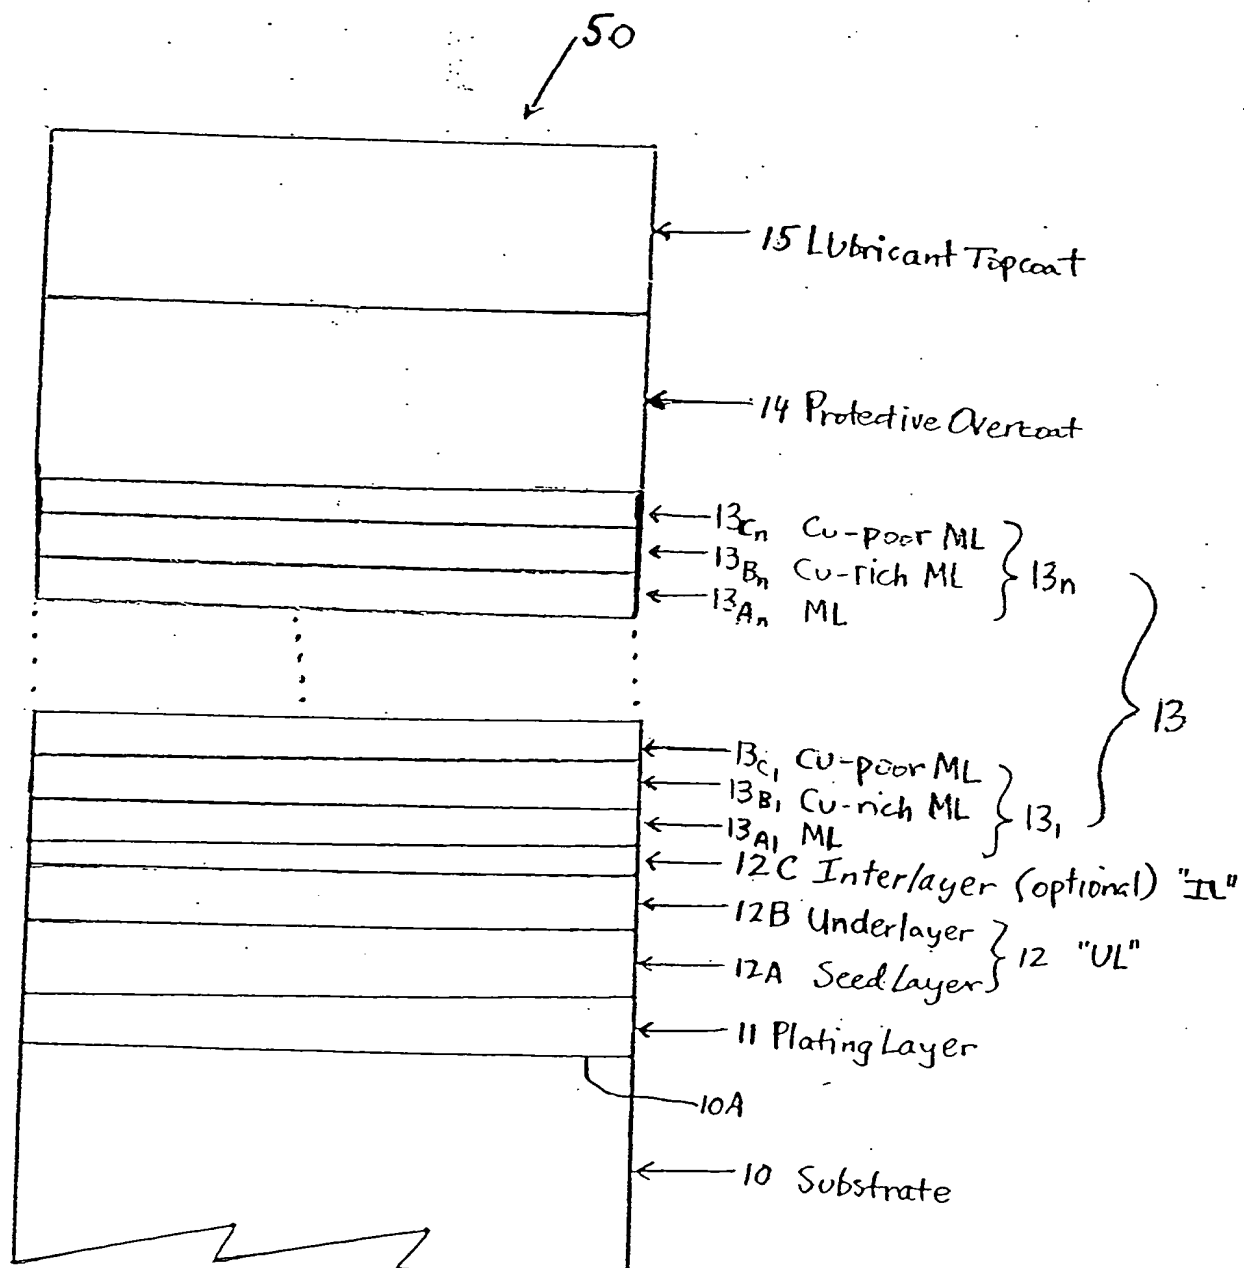 50
15 Lubricant Topcoat
14 Protective Overcoat
13Cn Cu-poor ML
13Bn Cu-rich ML
13An ML
13n
13C1 Cu-poor ML
13B1 Cu-rich ML
13A1 ML
131
13
12C Interlayer (optional) "IL"
12B Underlayer
12A Seed Layer
12 "UL"
11 Plating Layer
10A
10 Substrate